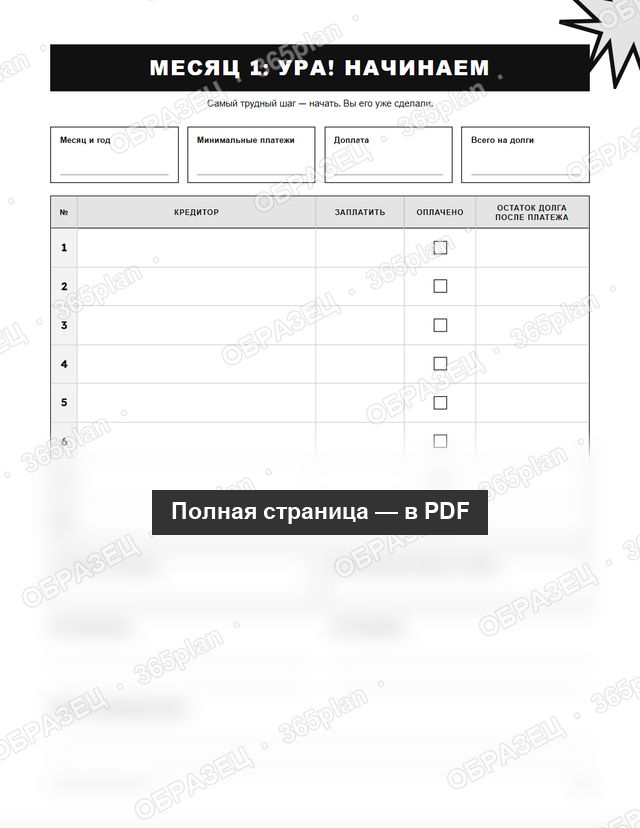 МЕСЯЦ 1: УРА! НАЧИНАЕМ
Самый трудный шаг — начать. Вы его уже сделали.
Месяц и год
Минимальные платежи
Доплата
Всего на долги
№ КРЕДИТОР ЗАПЛАТИТЬ ОПЛАЧЕНО ОСТАТОК ДОЛГА
ПОСЛЕ ПЛАТЕЖА
1
2
3
4
5
6
Полная страница — в PDF
ОБРАЗЕЦ · 365plan ·